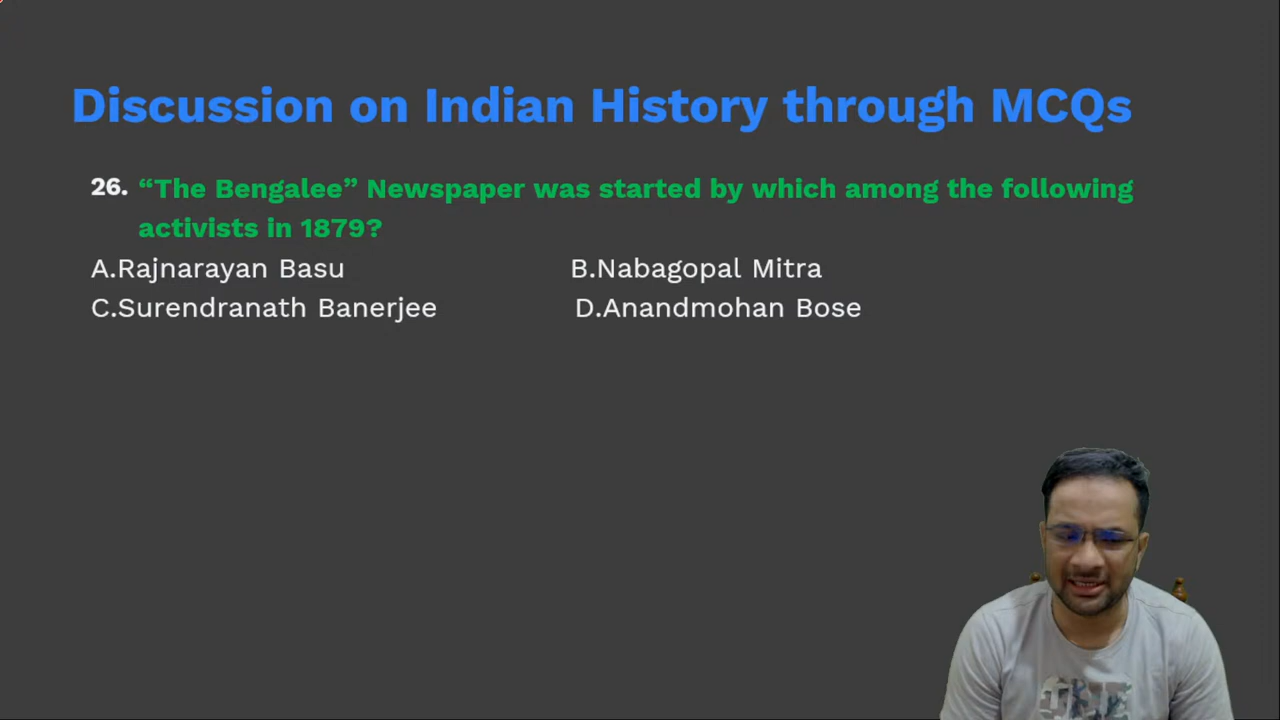 Discussion on Indian History through MCQs
26. “The Bengalee” Newspaper was started by which among the following
activists in 1879?
A.Rajnarayan Basu B.Nabagopal Mitra
C.Surendranath Banerjee D.Anandmohan Bose